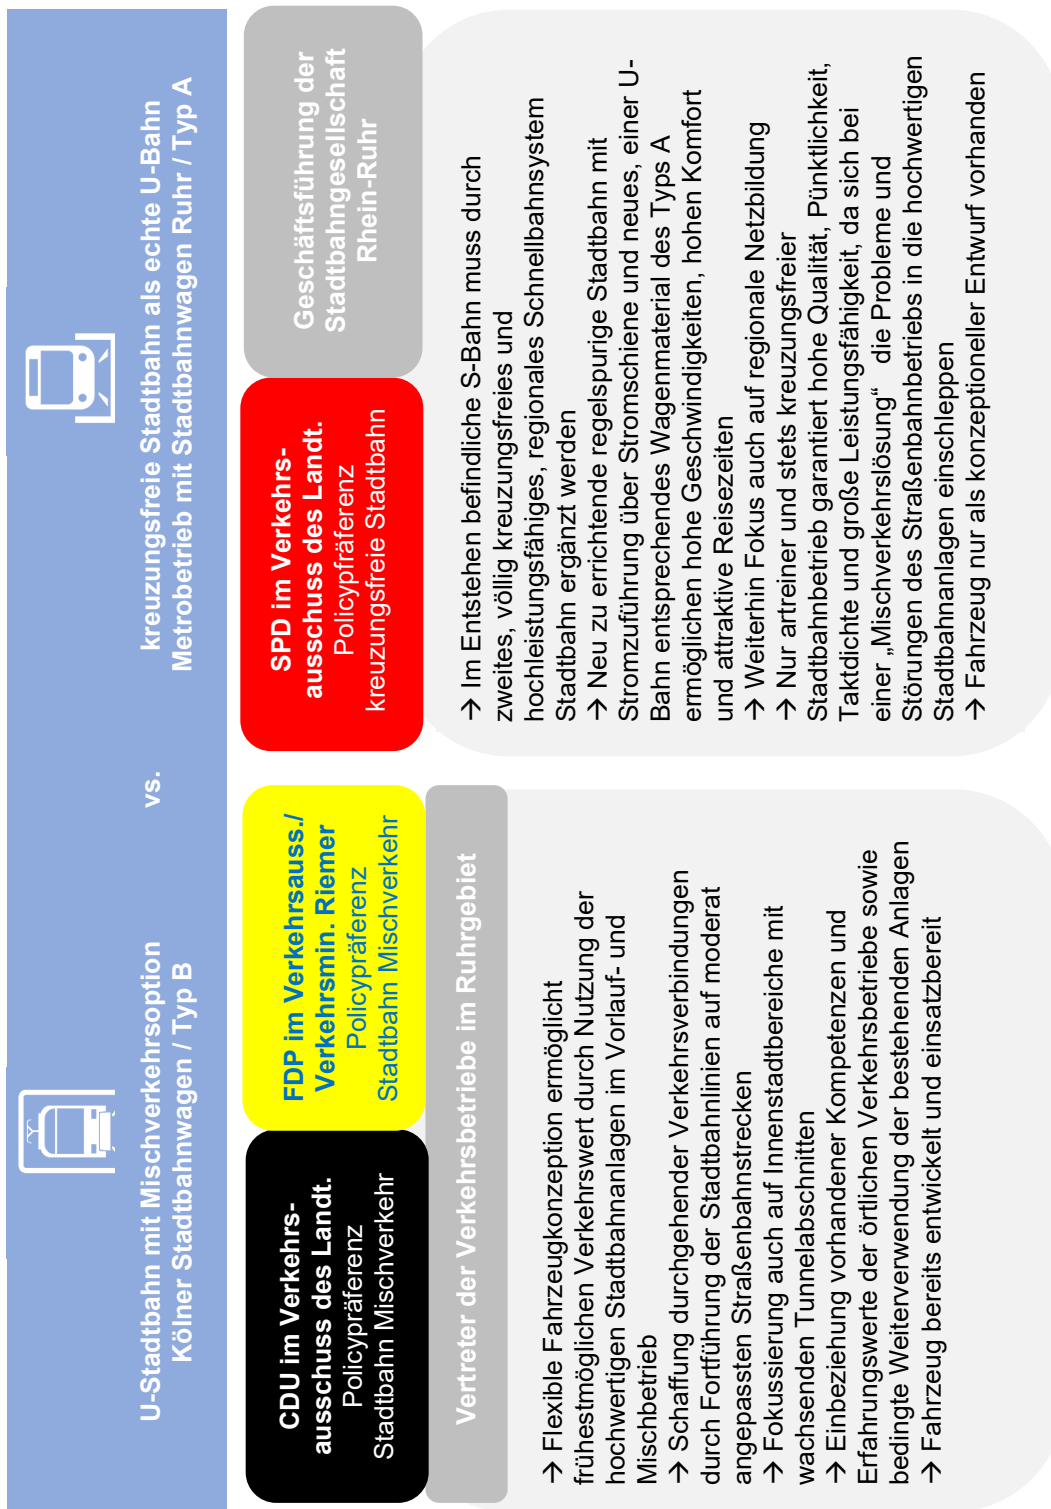 U-Stadtbahn mit Mischverkehrsoption
Kölner Stadtbahnwagen / Typ B
vs.
kreuzungsfreie Stadtbahn als echte U-Bahn
Metrobetrieb mit Stadtbahnwagen Ruhr / Typ A
CDU im Verkehrs-
ausschuss des Landt.
Policypräferenz
Stadtbahn Mischverkehr
FDP im Verkehrsauss./
Verkehrsmin. Riemer
Policypräferenz
Stadtbahn Mischverkehr
Vertreter der Verkehrsbetriebe im Ruhrgebiet
→ Flexible Fahrzeugkonzeption ermöglicht
frühestmöglichen Verkehrswert durch Nutzung der
hochwertigen Stadtbahnanlagen im Vorlauf- und
Mischbetrieb
→ Schaffung durchgehender Verkehrsverbindungen
durch Fortführung der Stadtbahnlinien auf moderat
angepassten Straßenbahnstrecken
→ Fokussierung auch auf Innenstadtbereiche mit
wachsenden Tunnelabschnitten
→ Einbeziehung vorhandener Kompetenzen und
Erfahrungswerte der örtlichen Verkehrsbetriebe sowie
bedingte Weiterverwendung der bestehenden Anlagen
→ Fahrzeug bereits entwickelt und einsatzbereit
SPD im Verkehrs-
ausschuss des Landt.
Policypfräferenz
kreuzungsfreie Stadtbahn
Geschäftsführung der
Stadtbahngesellschaft
Rhein-Ruhr
→ Im Entstehen befindliche S-Bahn muss durch
zweites, völlig kreuzungsfreies und
hochleistungsfähiges, regionales Schnellbahnsystem
Stadtbahn ergänzt werden
→ Neu zu errichtende regelspurige Stadtbahn mit
Stromzuführung über Stromschiene und neues, einer U-
Bahn entsprechendes Wagenmaterial des Typs A
ermöglichen hohe Geschwindigkeiten, hohen Komfort
und attraktive Reisezeiten
→ Weiterhin Fokus auch auf regionale Netzbildung
→ Nur artreiner und stets kreuzungsfreier
Stadtbahnbetrieb garantiert hohe Qualität, Pünktlichkeit,
Taktdichte und große Leistungsfähigkeit, da sich bei
einer „Mischverkehrslösung“ die Probleme und
Störungen des Straßenbahnbetriebs in die hochwertigen
Stadtbahnanlagen einschleppen
→ Fahrzeug nur als konzeptioneller Entwurf vorhanden